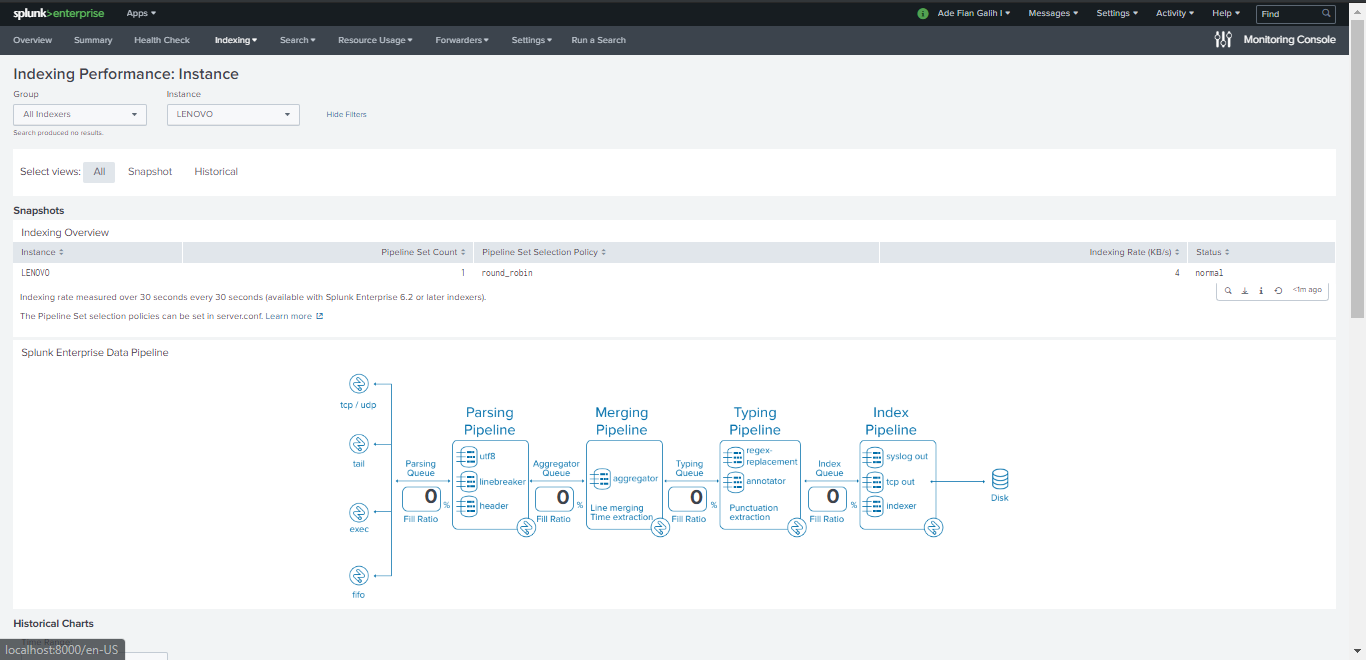 splunk>enterprise Apps Ade Fian Galih I Messages Settings Activity Help Find
Overview Summary Health Check Indexing Search Resource Usage Forwarders Settings Run a Search Monitoring Console
Indexing Performance: Instance
Group Instance
All Indexers LENOVO Hide Filters
Search produced no results.
Select views: All Snapshot Historical
Snapshots
Indexing Overview
Instance Pipeline Set Count Pipeline Set Selection Policy Indexing Rate (KB/s) Status
LENOVO 1 round_robin 4 normal
Indexing rate measured over 30 seconds every 30 seconds (available with Splunk Enterprise 6.2 or later indexers).
<1m ago
The Pipeline Set selection policies can be set in server.conf. Learn more
Splunk Enterprise Data Pipeline
tcp / udp
tail
exec
fifo
Parsing
Queue
0 %
Fill Ratio
Parsing
Pipeline
utf8
linebreaker
header
Aggregator
Queue
0 %
Fill Ratio
Merging
Pipeline
aggregator
Line merging
Time extraction
Typing
Queue
0 %
Fill Ratio
Typing
Pipeline
regex-
replacement
annotator
Punctuation
extraction
Index
Queue
0 %
Fill Ratio
Index
Pipeline
syslog out
tcp out
indexer
Disk
Historical Charts
Time Range
localhost:8000/en-US